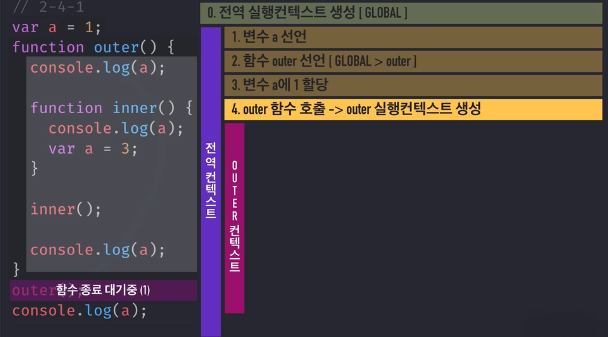 // 2-4-1
var a = 1;
function outer() {
console.log(a);
function inner() {
console.log(a);
var a = 3;
}
inner();
console.log(a);
}
outer
함수 종료 대기중 (1)
console.log(a);
0. 전역 실행컨텍스트 생성 [ GLOBAL ]
1. 변수 a 선언
2. 함수 outer 선언 [ GLOBAL > outer ]
3. 변수 a에 1 할당
4. outer 함수 호출 -> outer 실행컨텍스트 생성
전역 컨텍스트
OUTER 컨텍스트